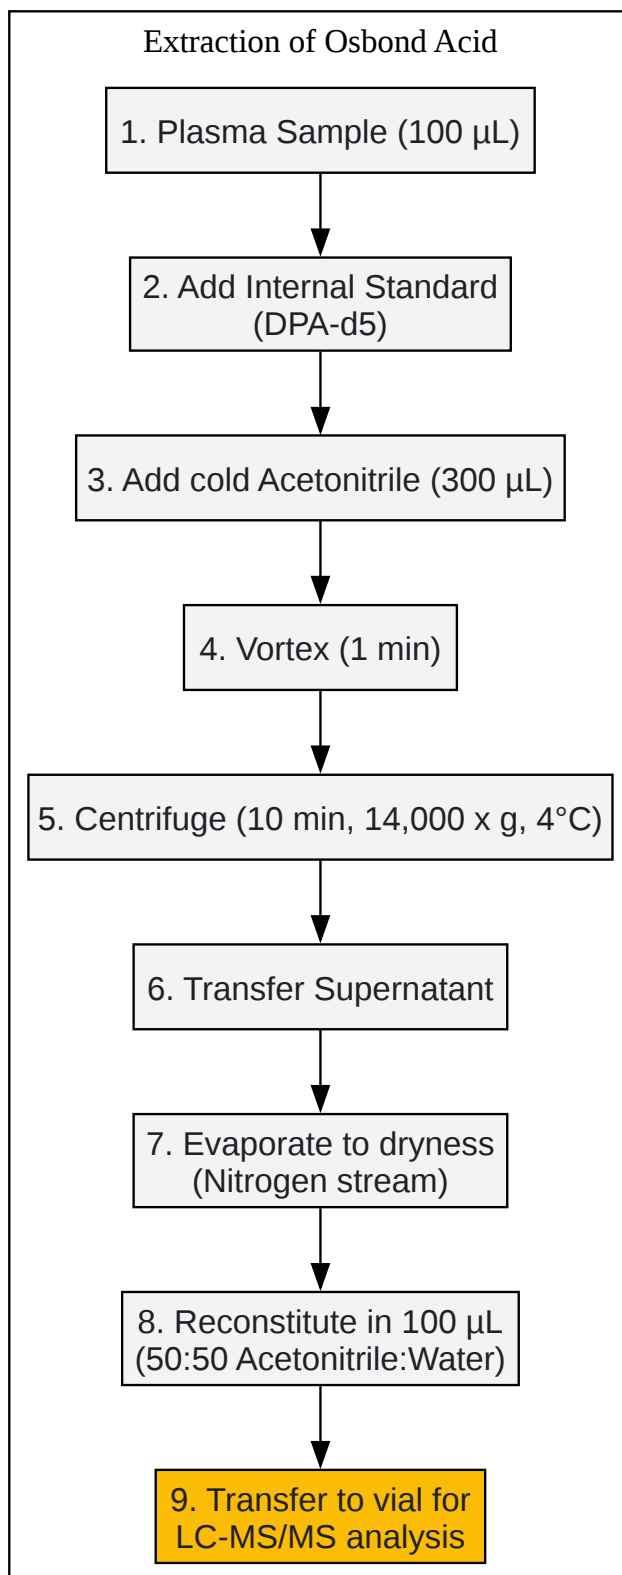 Extraction of Osbond Acid
1. Plasma Sample (100 µL)
2. Add Internal Standard
(DPA-d5)
3. Add cold Acetonitrile (300 µL)
4. Vortex (1 min)
5. Centrifuge (10 min, 14,000 x g, 4°C)
6. Transfer Supernatant
7. Evaporate to dryness
(Nitrogen stream)
8. Reconstitute in 100 µL
(50:50 Acetonitrile:Water)
9. Transfer to vial for
LC-MS/MS analysis